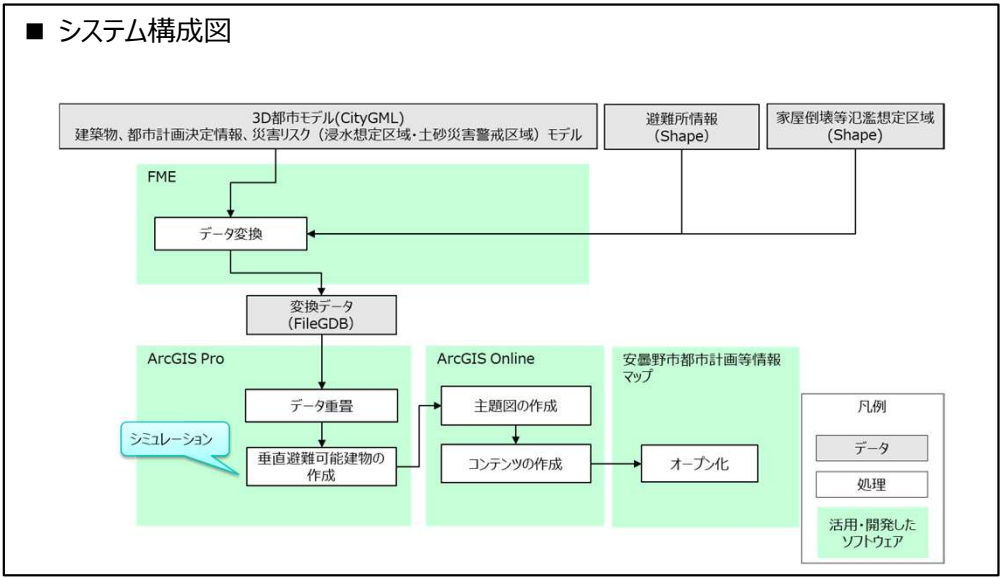 ■ システム構成図
3D都市モデル(CityGML)
建築物、都市計画決定情報、災害リスク（浸水想定区域・土砂災害警戒区域）モデル
避難所情報
(Shape)
家屋倒壊等氾濫想定区域
(Shape)
FME
データ変換
変換データ
（FileGDB）
ArcGIS Pro
データ重畳
シミュレーション
垂直避難可能建物の
作成
ArcGIS Online
主題図の作成
コンテンツの作成
安曇野市都市計画等情報
マップ
オープン化
凡例
データ
処理
活用・開発した
ソフトウェア